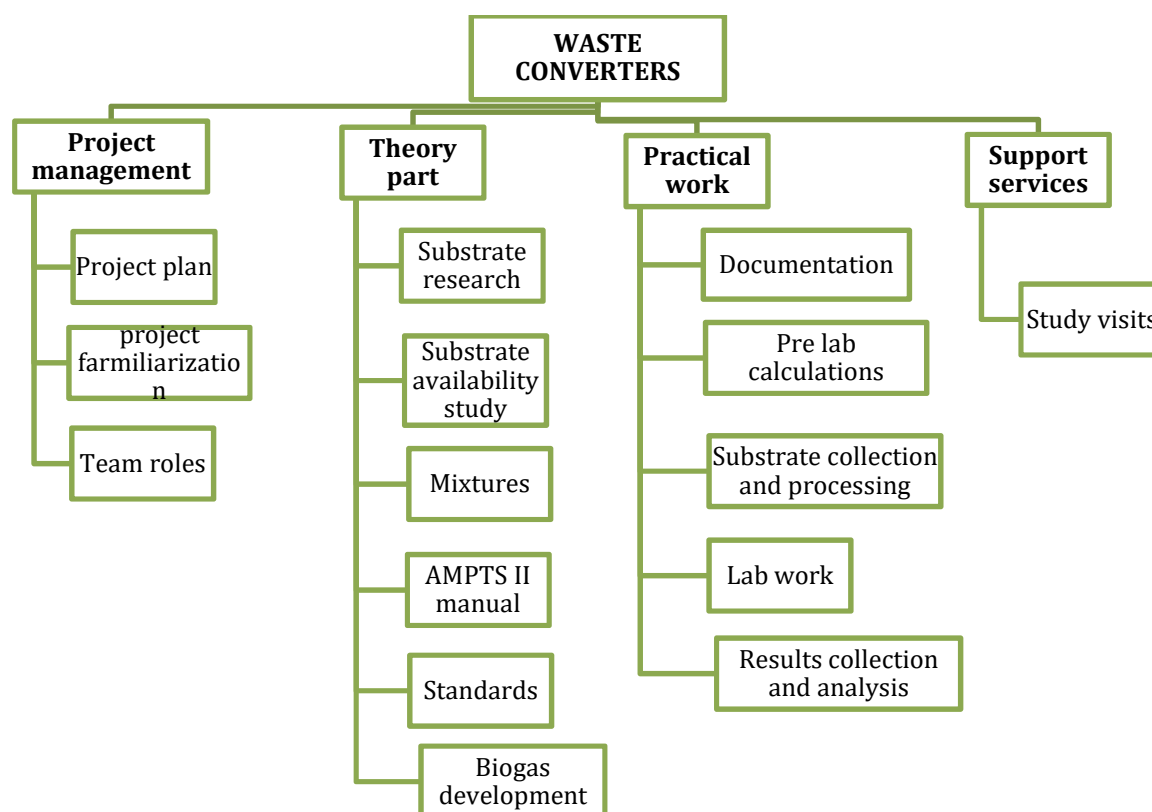 WASTE
CONVERTERS
Project
management
Project plan
project
farmiliarizatio
n
Team roles
Theory
part
Substrate
research
Substrate
availability
study
Mixtures
AMPTS II
manual
Standards
Biogas
development
Practical
work
Documentation
Pre lab
calculations
Substrate collection
and processing
Lab work
Results collection
and analysis
Support
services
Study visits